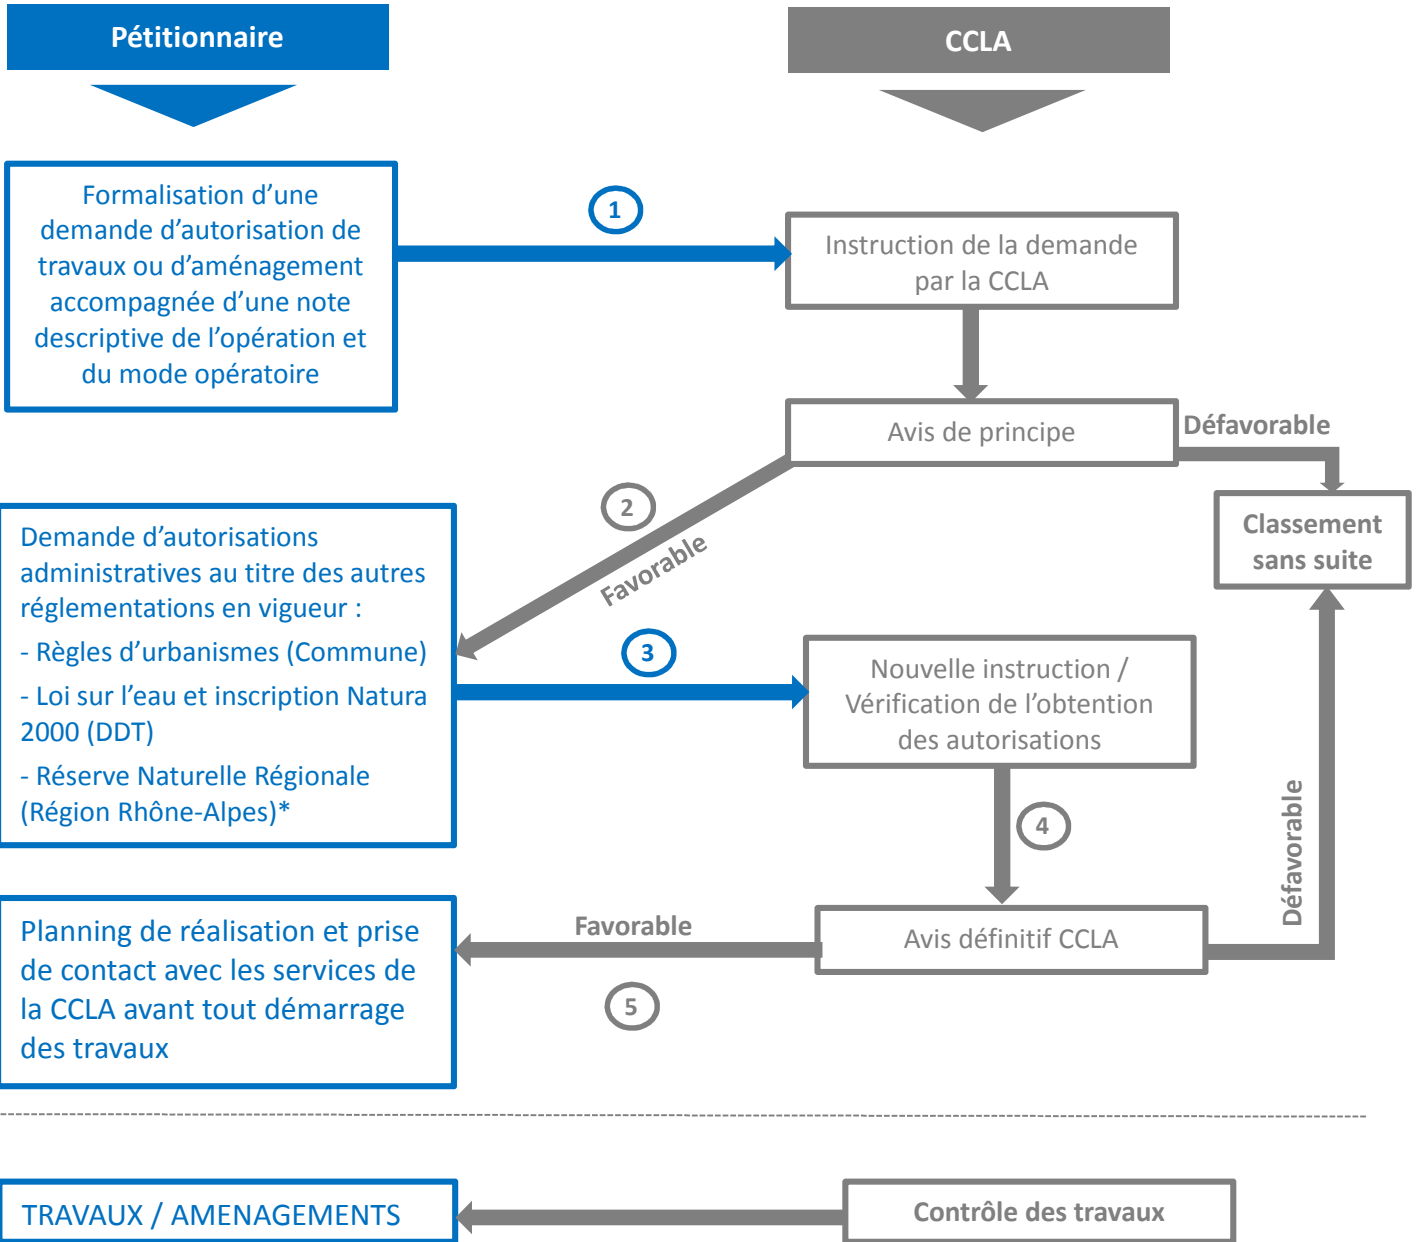 Pétitionnaire
CCLA
Formalisation d’une
demande d’autorisation de
travaux ou d’aménagement
accompagnée d’une note
descriptive de l’opération et
du mode opératoire
1
Instruction de la demande
par la CCLA
Avis de principe
Défavorable
Classement
sans suite
2
Favorable
Demande d’autorisations
administratives au titre des autres
réglementations en vigueur :
- Règles d’urbanismes (Commune)
- Loi sur l’eau et inscription Natura
2000 (DDT)
- Réserve Naturelle Régionale
(Région Rhône-Alpes)*
3
Nouvelle instruction /
Vérification de l’obtention
des autorisations
4
Défavorable
Avis définitif CCLA
Favorable
5
Planning de réalisation et prise
de contact avec les services de
la CCLA avant tout démarrage
des travaux
TRAVAUX / AMENAGEMENTS
Contrôle des travaux